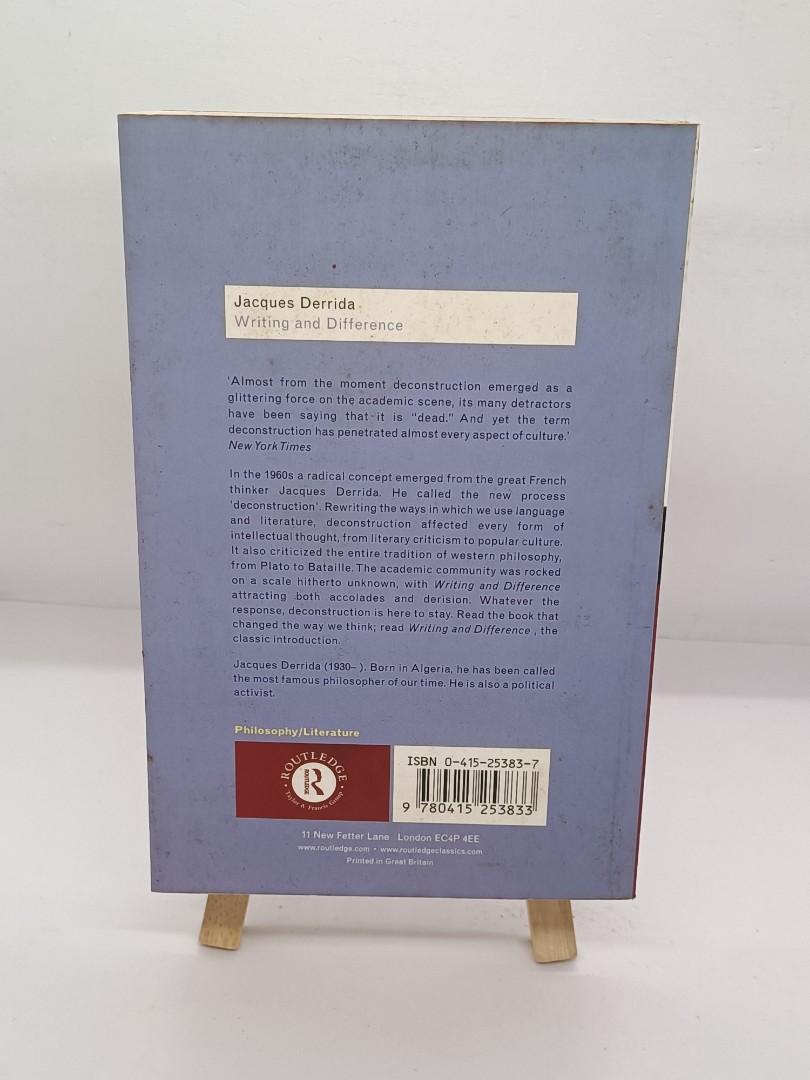 Jacques Derrida
Writing and Difference
'Almost from the moment deconstruction emerged as a
glittering force on the academic scene, its many detractors
have been saying that it is "dead." And yet the term
deconstruction has penetrated almost every aspect of culture.'
New York Times
In the 1960s a radical concept emerged from the great French
thinker Jacques Derrida. He called the new process
'deconstruction'. Rewriting the ways in which we use language
and literature, deconstruction affected every form of
intellectual thought, from literary criticism to popular culture.
It also criticized the entire tradition of western philosophy,
from Plato to Bataille. The academic community was rocked
on a scale hitherto unknown, with Writing and Difference
attracting both accolades and derision. Whatever the
response, deconstruction is here to stay. Read the book that
changed the way we think; read Writing and Difference , the
classic introduction.
Jacques Derrida (1930– ). Born in Algeria, he has been called
the most famous philosopher of our time. He is also a political
activist.
Philosophy/Literature
ROUTLEDGE
R
ROUTLEDGE
Taylor & Francis Group
ISBN 0-415-25383-7
9 780415 253833
11 New Fetter Lane London EC4P 4EE
www.routledge.com • www.routledgeclassics.com
Printed in Great Britain